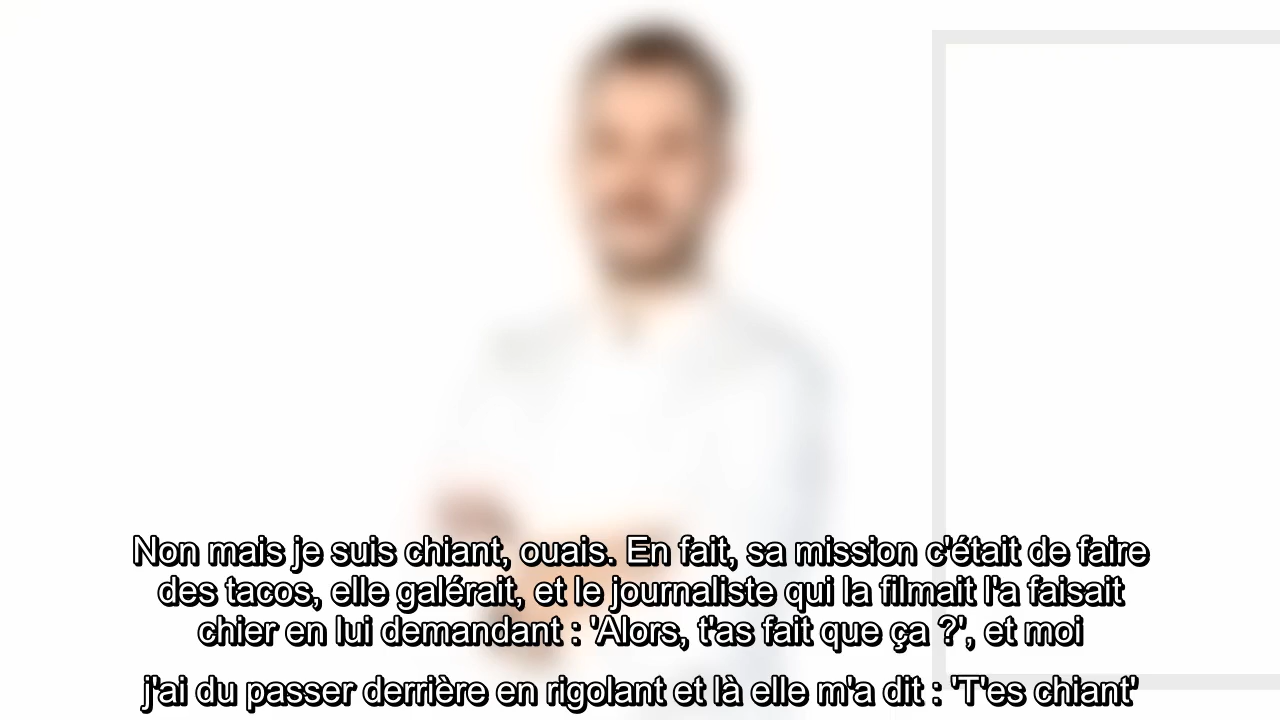 Non mais je suis chiant, ouais. En fait, sa mission c'était de faire
des tacos, elle galérait, et le journaliste qui la filmait l'a faisait
chier en lui demandant : 'Alors, t'as fait que ça ?', et moi
j'ai du passer derrière en rigolant et là elle m'a dit : 'T'es chiant'